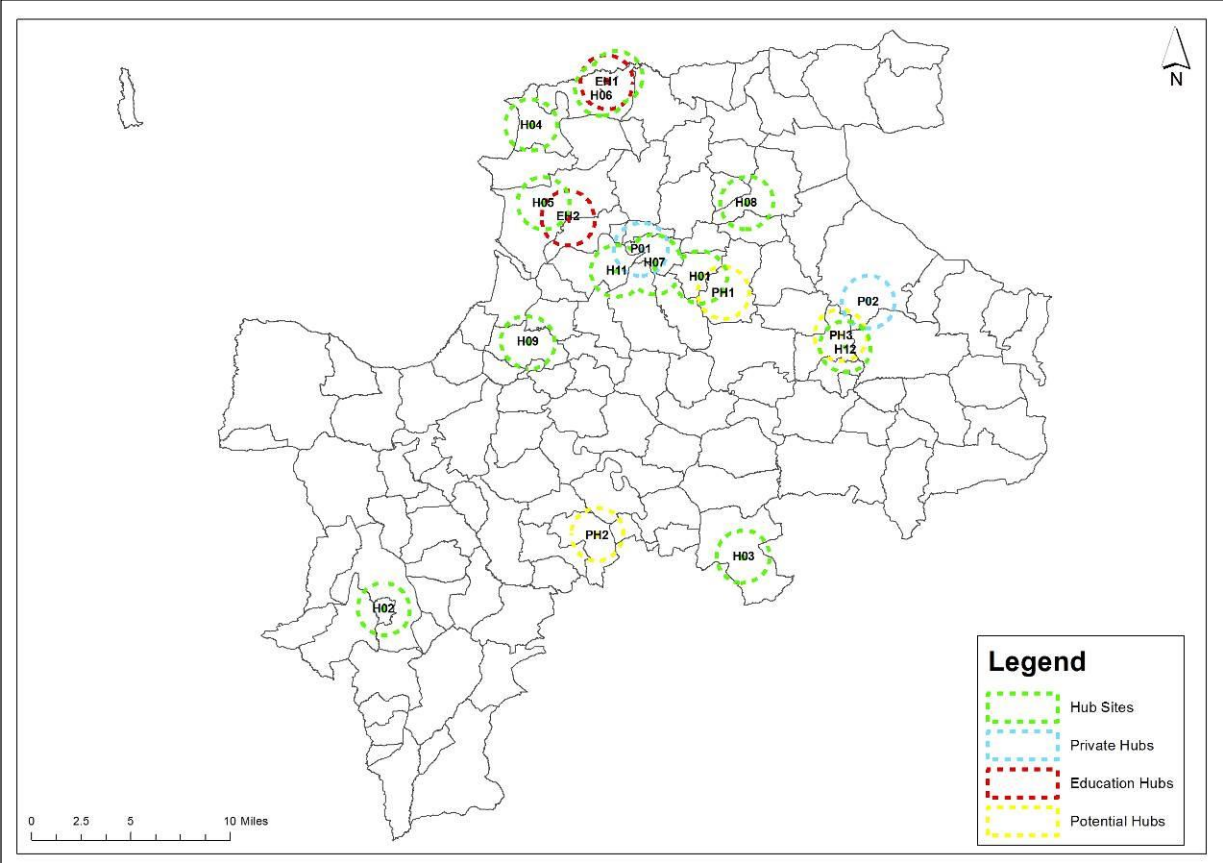 N
EH1
H06
H04
H05
EH2
H08
P01
H07
H11
H01
PH1
P02
PH3
H12
H09
PH2
H03
H02
Legend
Hub Sites
Private Hubs
Education Hubs
Potential Hubs
0 2.5 5 10 Miles